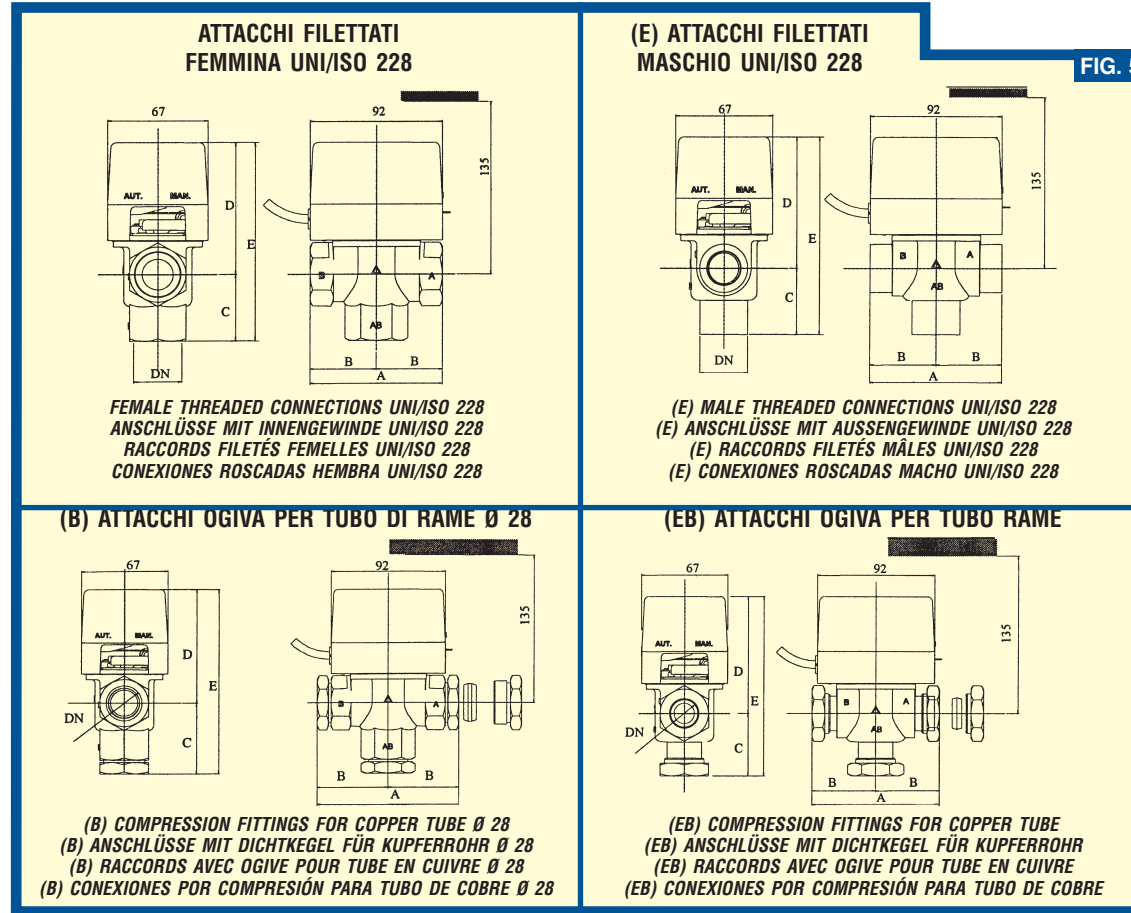 ATTACCHI FILETTATI
FEMMINA UNI/ISO 228
67
92
135
AUT. MAN.
D
E
C
DN
B
A
AB
B B
A
FEMALE THREADED CONNECTIONS UNI/ISO 228
ANSCHLÜSSE MIT INNENGEWINDE UNI/ISO 228
RACCORDS FILETÉS FEMELLES UNI/ISO 228
CONEXIONES ROSCADAS HEMBRA UNI/ISO 228
(E) ATTACCHI FILETTATI
MASCHIO UNI/ISO 228
FIG.
67
92
135
AUT. MAN.
D
E
C
DN
B
A
AB
B B
A
(E) MALE THREADED CONNECTIONS UNI/ISO 228
(E) ANSCHLÜSSE MIT AUSSENGEWINDE UNI/ISO 228
(E) RACCORDS FILETÉS MÂLES UNI/ISO 228
(E) CONEXIONES ROSCADAS MACHO UNI/ISO 228
(B) ATTACCHI OGIVA PER TUBO DI RAME Ø 28
67
92
135
AUT. MAN.
D
E
C
DN
B
A
AB
B B
A
(B) COMPRESSION FITTINGS FOR COPPER TUBE Ø 28
(B) ANSCHLÜSSE MIT DICHTKEGEL FÜR KUPFERROHR Ø 28
(B) RACCORDS AVEC OGIVE POUR TUBE EN CUIVRE Ø 28
(B) CONEXIONES POR COMPRESIÓN PARA TUBO DE COBRE Ø 28
(EB) ATTACCHI OGIVA PER TUBO RAME
67
92
135
AUT. MAN.
D
E
C
DN
B
A
AB
B B
A
(EB) COMPRESSION FITTINGS FOR COPPER TUBE
(EB) ANSCHLÜSSE MIT DICHTKEGEL FÜR KUPFERROHR
(EB) RACCORDS AVEC OGIVE POUR TUBE EN CUIVRE
(EB) CONEXIONES POR COMPRESIÓN PARA TUBO DE COBRE